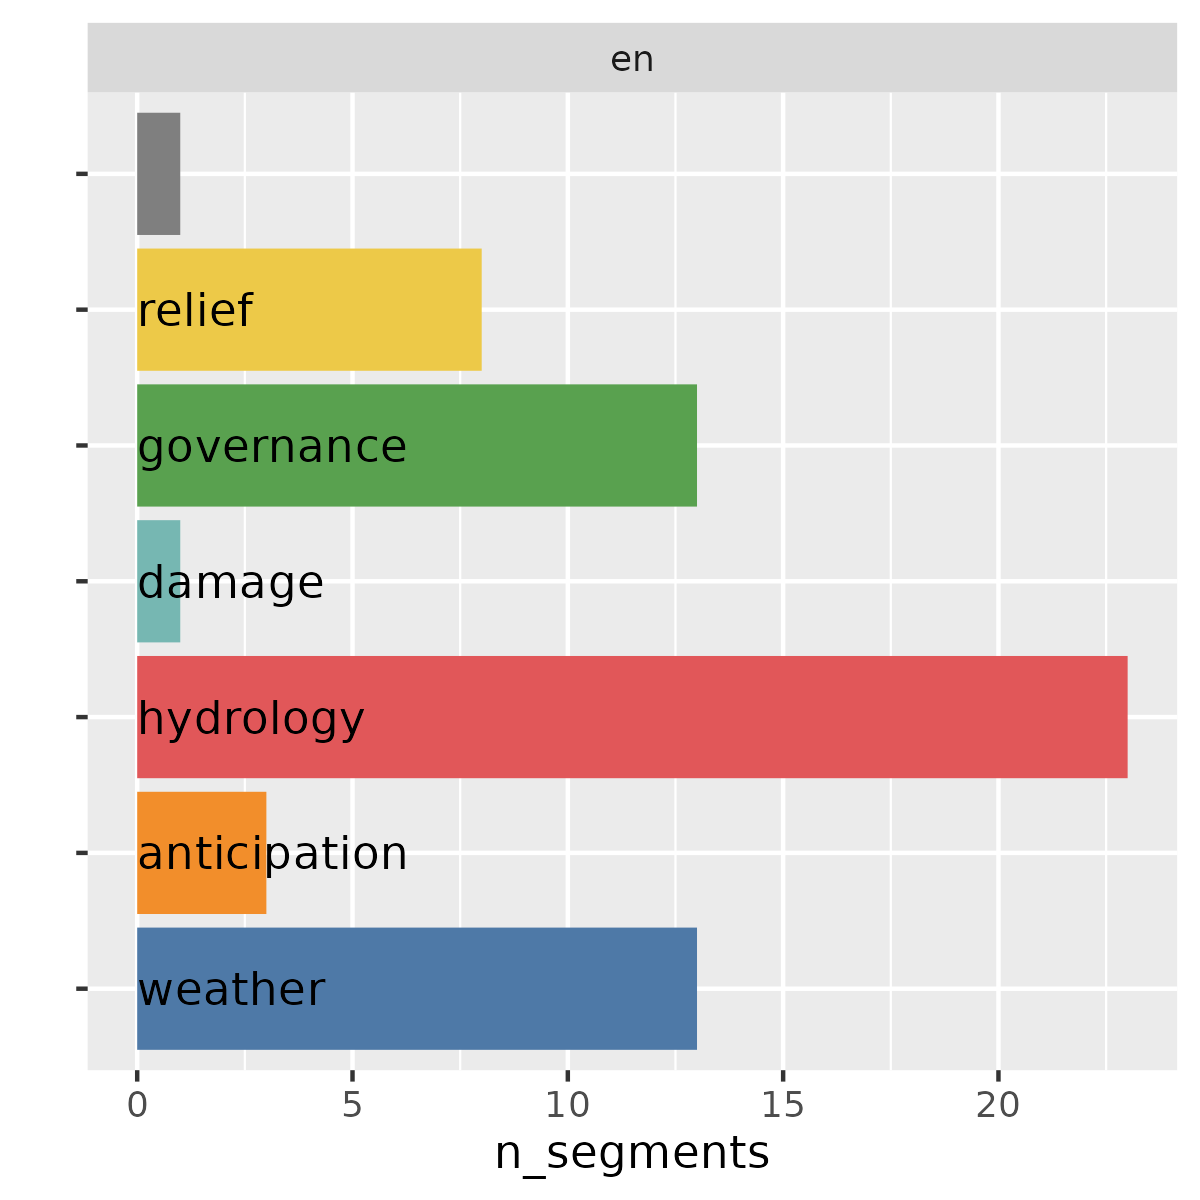 en
relief
governance
damage
hydrology
anticipation
weather
0 5 10 15 20
n_segments